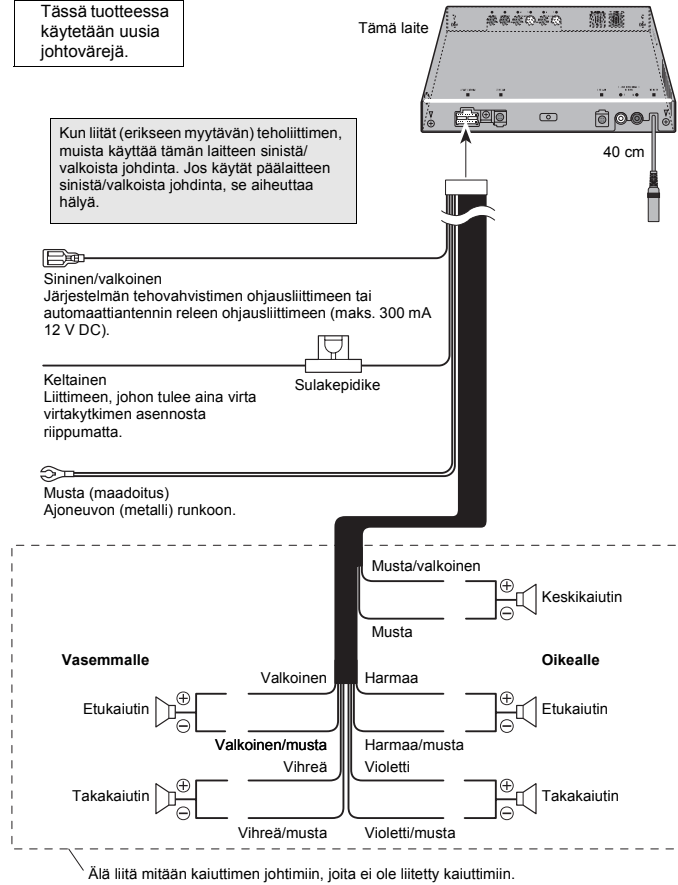 Tässä tuotteessa
käytetään uusia
johtovärejä.
Tämä laite
40 cm
Kun liität (erikseen myytävän) teholiittimen,
muista käyttää tämän laitteen sinistä/
valkoista johdinta. Jos käytät päälaitteen
sinistä/valkoista johdinta, se aiheuttaa
hälyä.
Sininen/valkoinen
Järjestelmän tehovahvistimen ohjausliittimeen tai
automaattiantennin releen ohjausliittimeen (maks. 300 mA
12 V DC).
Keltainen
Liittimeen, johon tulee aina virta
virtakytkimen asennosta
riippumatta.
Sulakepidike
Musta (maadoitus)
Ajoneuvon (metalli) runkoon.
Musta/valkoinen
Keskikaiutin
Musta
Vasemmalle
Oikealle
Valkoinen
Harmaa
Etukaiutin
Etukaiutin
Valkoinen/musta
Harmaa/musta
Vihreä
Violetti
Takakaiutin
Takakaiutin
Vihreä/musta
Violetti/musta
Älä liitä mitään kaiuttimen johtimiin, joita ei ole liitetty kaiuttimiin.